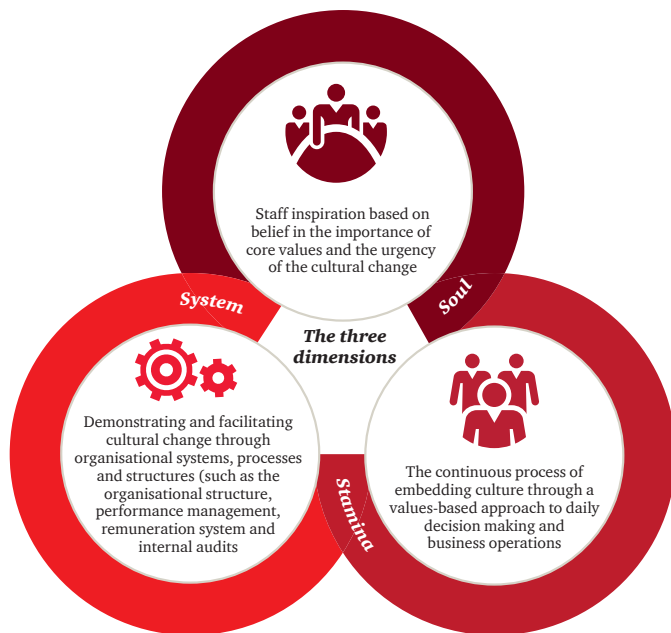 Staff inspiration based on
belief in the importance of
core values and the urgency
of the cultural change
System
Soul
The three
dimensions
Demonstrating and facilitating
cultural change through
organisational systems, processes
and structures (such as the
organisational structure,
performance management,
remuneration system and
internal audits
Stamina
The continuous process of
embedding culture through a
values-based approach to daily
decision making and
business operations